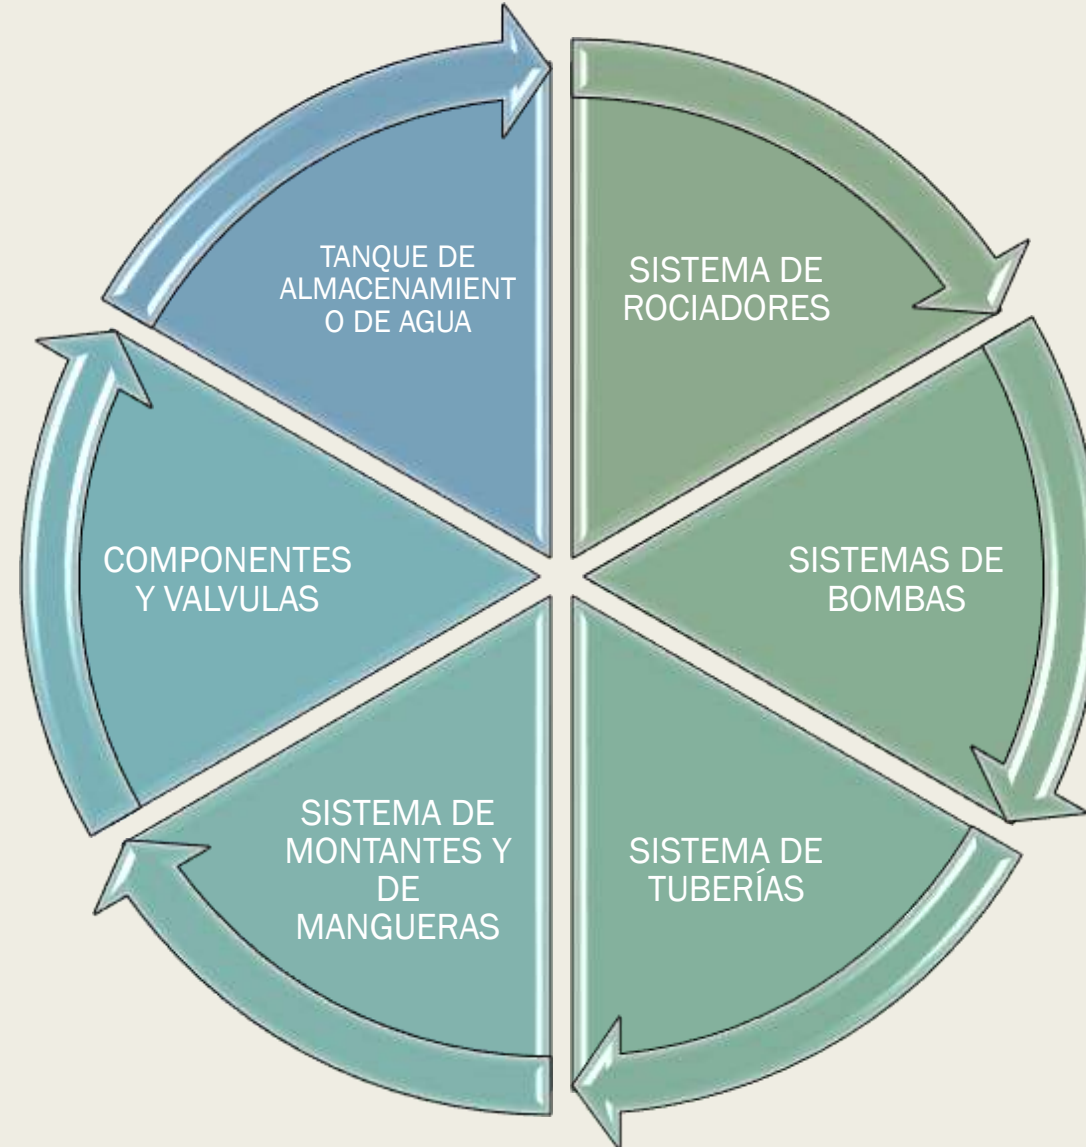 TANQUE DE
ALMACENAMIENT
O DE AGUA
SISTEMA DE
ROCIADORES
COMPONENTES
Y VALVULAS
SISTEMAS DE
BOMBAS
SISTEMA DE
MONTANTES Y
DE
MANGUERAS
SISTEMA DE
TUBERÍAS